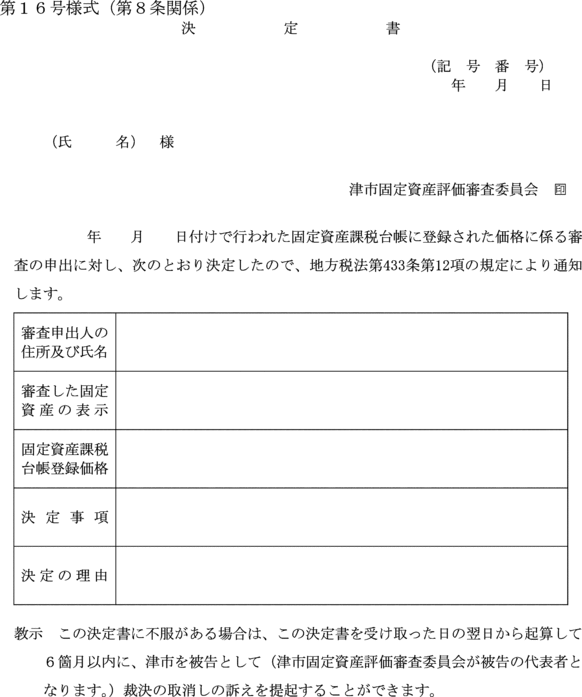 第１６号様式（第８条関係）
決　　　　　　定　　　　　　書
（記　号　番　号）
年　　月　　日
（氏　　　名）　様
津市固定資産評価審査委員会　印
年　　月　　日付けで行われた固定資産課税台帳に登録された価格に係る審
査の申出に対し、次のとおり決定したので、地方税法第433条第12項の規定により通知
します。
審査申出人の
住所及び氏名
審査した固定
資産の表示
固定資産課税
台帳登録価格
決定事項
決定の理由
教示　この決定書に不服がある場合は、この決定書を受け取った日の翌日から起算して
６箇月以内に、津市を被告として（津市固定資産評価審査委員会が被告の代表者と
なります。）裁決の取消しの訴えを提起することができます。